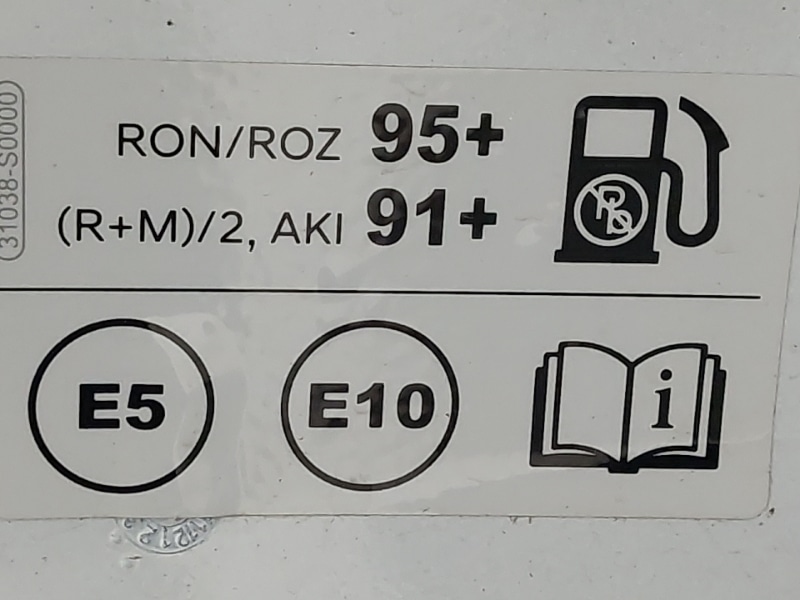 31038-S0000
RON/ROZ 95+
(R+M)/2, AKI 91+
Pb
E5
E10
i